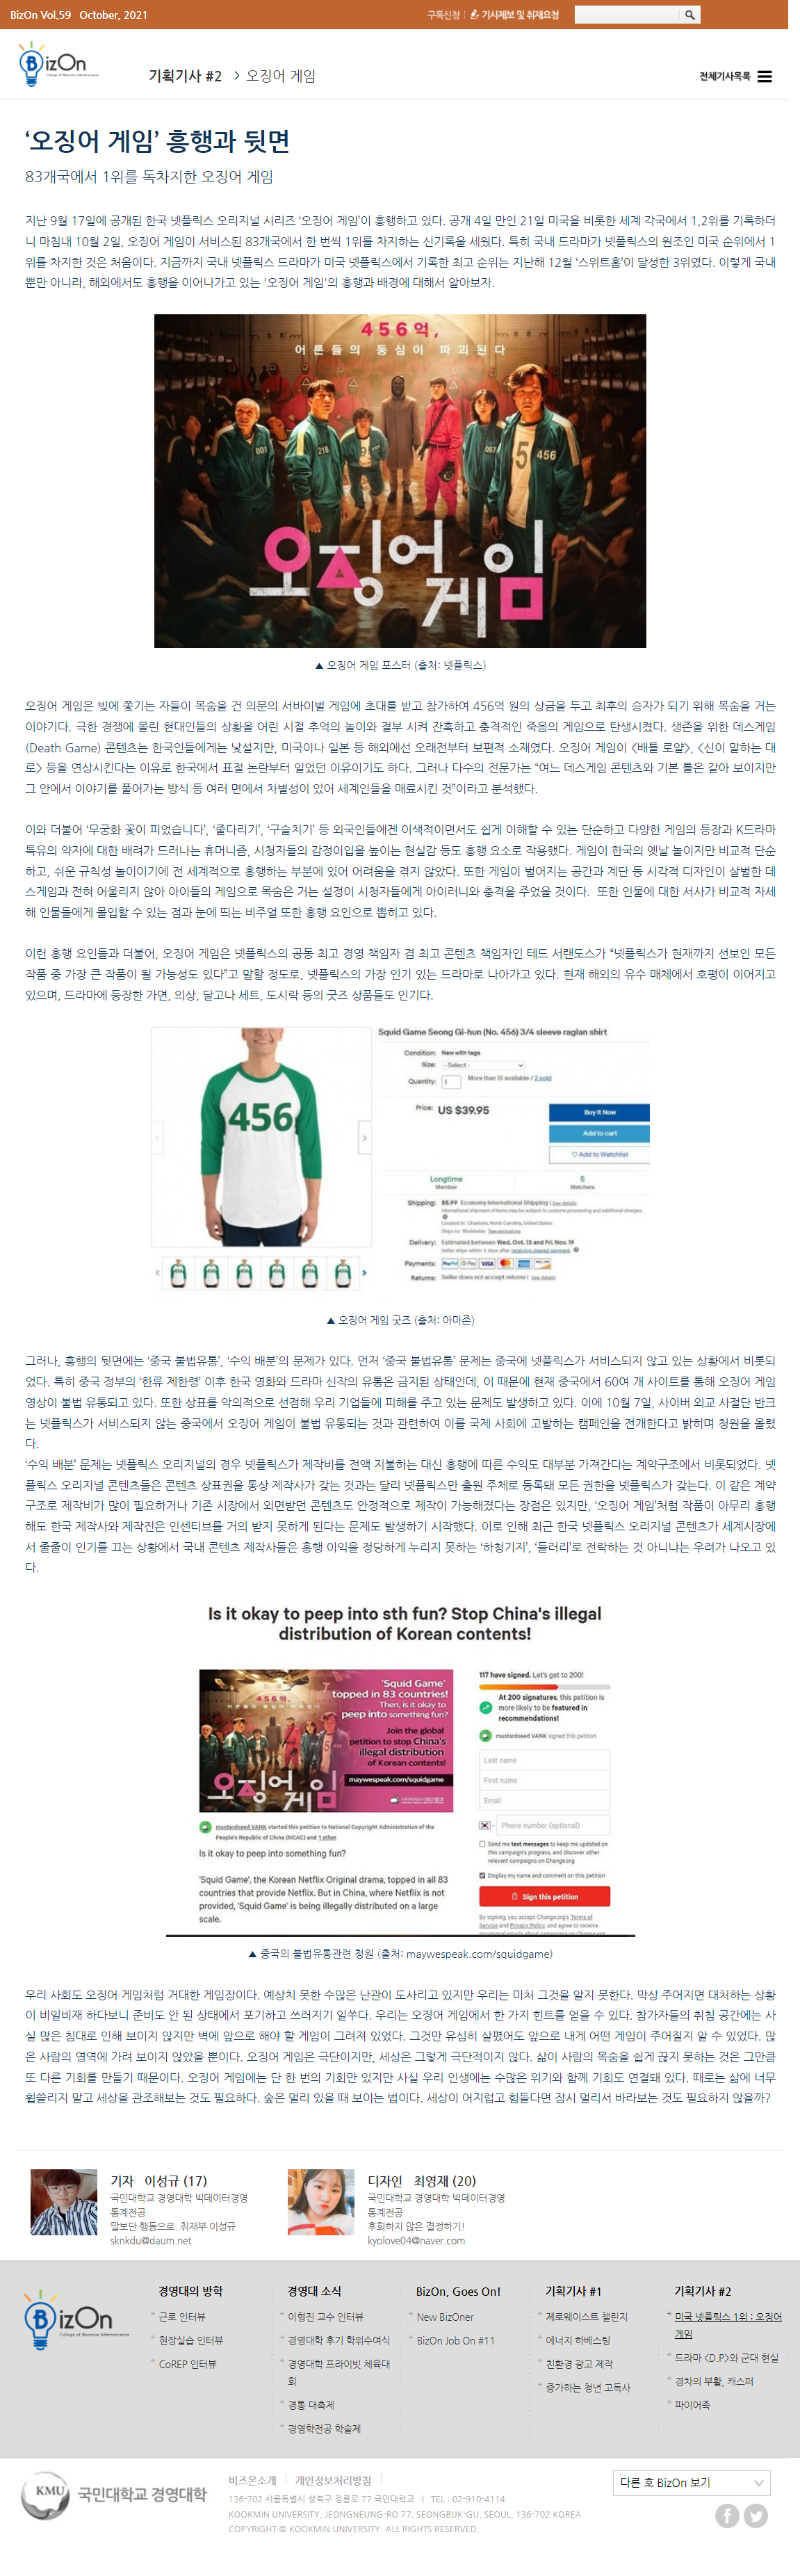 BizOn Vol.59 October, 2021
구독신청 기사제보 및 취재요청
BizOn
College of Business Administration
기획기사 #2 > 오징어 게임
전체기사목록
‘오징어 게임’ 흥행과 뒷면
83개국에서 1위를 독차지한 오징어 게임
지난 9월 17일에 공개된 한국 넷플릭스 오리지널 시리즈 ‘오징어 게임’이 흥행하고 있다. 공개 4일 만인 21일 미국을 비롯한 세계 각국에서 1,2위를 기록하더
니 마침내 10월 2일, 오징어 게임이 서비스된 83개국에서 한 번씩 1위를 차지하는 신기록을 세웠다. 특히 국내 드라마가 넷플릭스의 원조인 미국 순위에서 1
위를 차지한 것은 처음이다. 지금까지 국내 넷플릭스 드라마가 미국 넷플릭스에서 기록한 최고 순위는 지난해 12월 ‘스위트홈’이 달성한 3위였다. 이렇게 국내
뿐만 아니라, 해외에서도 흥행을 이어나가고 있는 '오징어 게임'의 흥행과 배경에 대해서 알아보자.
456억,
어른들의 동심이 파괴된다
001
218
067
456
오징어
게임
▲ 오징어 게임 포스터 (출처: 넷플릭스)
오징어 게임은 빚에 쫓기는 자들이 목숨을 건 의문의 서바이벌 게임에 초대를 받고 참가하여 456억 원의 상금을 두고 최후의 승자가 되기 위해 목숨을 거는
이야기다. 극한 경쟁에 몰린 현대인들의 상황을 어린 시절 추억의 놀이와 결부 시켜 잔혹하고 충격적인 죽음의 게임으로 탄생시켰다. 생존을 위한 데스게임
(Death Game) 콘텐츠는 한국인들에게는 낯설지만, 미국이나 일본 등 해외에선 오래전부터 보편적 소재였다. 오징어 게임이 <배틀 로얄>, <신이 말하는 대
로> 등을 연상시킨다는 이유로 한국에서 표절 논란부터 일었던 이유이기도 하다. 그러나 다수의 전문가는 “여느 데스게임 콘텐츠와 기본 틀은 같아 보이지만
그 안에서 이야기를 풀어가는 방식 등 여러 면에서 차별성이 있어 세계인들을 매료시킨 것”이라고 분석했다.
이와 더불어 ‘무궁화 꽃이 피었습니다’, ‘줄다리기’, ‘구슬치기’ 등 외국인들에겐 이색적이면서도 쉽게 이해할 수 있는 단순하고 다양한 게임의 등장과 K드라마
특유의 약자에 대한 배려가 드러나는 휴머니즘, 시청자들의 감정이입을 높이는 현실감 등도 흥행 요소로 작용했다. 게임이 한국의 옛날 놀이지만 비교적 단순
하고, 쉬운 규칙성 놀이이기에 전 세계적으로 흥행하는 부분에 있어 어려움을 겪지 않았다. 또한 게임이 벌어지는 공간과 계단 등 시각적 디자인이 살벌한 데
스게임과 전혀 어울리지 않아 아이들의 게임으로 목숨은 거는 설정이 시청자들에게 아이러니와 충격을 주었을 것이다. 또한 인물에 대한 서사가 비교적 자세
해 인물들에게 몰입할 수 있는 점과 눈에 띄는 비주얼 또한 흥행 요인으로 뽑히고 있다.
이런 흥행 요인들과 더불어, 오징어 게임은 넷플릭스의 공동 최고 경영 책임자 겸 최고 콘텐츠 책임자인 테드 서랜도스가 “넷플릭스가 현재까지 선보인 모든
작품 중 가장 큰 작품이 될 가능성도 있다”고 말할 정도로, 넷플릭스의 가장 인기 있는 드라마로 나아가고 있다. 현재 해외의 유수 매체에서 호평이 이어지고
있으며, 드라마에 등장한 가면, 의상, 달고나 세트, 도시락 등의 굿즈 상품들도 인기다.
Squid Game Seong Gi-hun (No. 456) 3/4 sleeve raglan shirt
456
Condition: New with tags
Size: - Select -
Quantity: 1 More than 10 available / 2 sold
Price: US $39.95
Buy It Now
Add to cart
Add to Watchlist
Longtime Member
5 Watchers
Shipping: $5.99 Economy International Shipping | See details
International shipment of items may be subject to customs processing and additional charges.
Located in: Charlotte, North Carolina, United States
Ships to: Worldwide See exclusions
Delivery: Estimated between Wed. Oct. 13 and Fri. Nov. 19
Seller ships within 5 days after receiving cleared payment.
Payments: PayPal G Pay VISA
Returns: Seller does not accept returns | See details
▲ 오징어 게임 굿즈 (출처: 아마존)
그러나, 흥행의 뒷면에는 ‘중국 불법유통’, ‘수익 배분’의 문제가 있다. 먼저 ‘중국 불법유통’ 문제는 중국에 넷플릭스가 서비스되지 않고 있는 상황에서 비롯되
었다. 특히 중국 정부의 ‘한류 제한령’ 이후 한국 영화와 드라마 신작의 유통은 금지된 상태인데, 이 때문에 현재 중국에서 60여 개 사이트를 통해 오징어 게임
영상이 불법 유통되고 있다. 또한 상표를 악의적으로 선점해 우리 기업들에 피해를 주고 있는 문제도 발생하고 있다. 이에 10월 7일, 사이버 외교 사절단 반크
는 넷플릭스가 서비스되지 않는 중국에서 오징어 게임이 불법 유통되는 것과 관련하여 이를 국제 사회에 고발하는 캠페인을 전개한다고 밝히며 청원을 올렸
다.
‘수익 배분’ 문제는 넷플릭스 오리지널의 경우 넷플릭스가 제작비를 전액 지불하는 대신 흥행에 따른 수익도 대부분 가져간다는 계약구조에서 비롯되었다. 넷
플릭스 오리지널 콘텐츠들은 콘텐츠 상표권을 통상 제작사가 갖는 것과는 달리 넷플릭스만 출원 주체로 등록돼 모든 권한을 넷플릭스가 갖는다. 이 같은 계약
구조로 제작비가 많이 필요하거나 기존 시장에서 외면받던 콘텐츠도 안정적으로 제작이 가능해졌다는 장점은 있지만, ‘오징어 게임’처럼 작품이 아무리 흥행
해도 한국 제작사와 제작진은 인센티브를 거의 받지 못하게 된다는 문제도 발생하기 시작했다. 이로 인해 최근 한국 넷플릭스 오리지널 콘텐츠가 세계시장에
서 줄줄이 인기를 끄는 상황에서 국내 콘텐츠 제작사들은 흥행 이익을 정당하게 누리지 못하는 ‘하청기지’, ‘들러리’로 전락하는 것 아니냐는 우려가 나오고 있
다.
Is it okay to peep into sth fun? Stop China's illegal
distribution of Korean contents!
'Squid Game'
topped in 83 countries!
Then, is it okay to
peep into something fun?
Join the global
petition to stop China's
illegal distribution
of Korean contents!
maywespeak.com/squidgame
456억,
오징어게임
117 have signed. Let's get to 200!
At 200 signatures, this petition is
more likely to be featured in
recommendations!
mustardseed VANK signed this petition
Last name
First name
Email
Phone number (optional)
Send me text messages to keep me updated on
this campaign's progress, and discover other
relevant campaigns on Change.org
Display my name and comment on this petition
Sign this petition
By signing, you accept Change.org's Terms of
Service and Privacy Policy, and agree to receive
mustardseed VANK started this petition to National Copyright Administration of the
People's Republic of China (NCAC) and 1 other
Is it okay to peep into something fun?
'Squid Game', the Korean Netflix Original drama, topped in all 83
countries that provide Netflix. But in China, where Netflix is not
provided, 'Squid Game' is being illegally distributed on a large
scale.
▲ 중국의 불법유통관련 청원 (출처: maywespeak.com/squidgame)
우리 사회도 오징어 게임처럼 거대한 게임장이다. 예상치 못한 수많은 난관이 도사리고 있지만 우리는 미처 그것을 알지 못한다. 막상 주어지면 대처하는 상황
이 비일비재 하다보니 준비도 안 된 상태에서 포기하고 쓰러지기 일쑤다. 우리는 오징어 게임에서 한 가지 힌트를 얻을 수 있다. 참가자들의 취침 공간에는 사
실 많은 침대로 인해 보이지 않지만 벽에 앞으로 해야 할 게임이 그려져 있었다. 그것만 유심히 살폈어도 앞으로 내게 어떤 게임이 주어질지 알 수 있었다. 많
은 사람의 영역에 가려 보이지 않았을 뿐이다. 오징어 게임은 극단이지만, 세상은 그렇게 극단적이지 않다. 삶이 사람의 목숨을 쉽게 끊지 못하는 것은 그만큼
또 다른 기회를 만들기 때문이다. 오징어 게임에는 단 한 번의 기회만 있지만 사실 우리 인생에는 수많은 위기와 함께 기회도 연결돼 있다. 때로는 삶에 너무
휩쓸리지 말고 세상을 관조해보는 것도 필요하다. 숲은 멀리 있을 때 보이는 법이다. 세상이 어지럽고 힘들다면 잠시 멀리서 바라보는 것도 필요하지 않을까?
기자 이성규 (17)
국민대학교 경영대학 빅데이터경영
통계전공
말보단 행동으로. 취재부 이성규
sknkdu@daum.net
디자인 최영재 (20)
국민대학교 경영대학 빅데이터경영
통계전공
후회하지 않은 결정하기!
kyolove04@naver.com
BizOn
College of Business Administration
경영대의 방학
근로 인터뷰
현장실습 인터뷰
CoREP 인터뷰
경영대 소식
이형진 교수 인터뷰
경영대학 후기 학위수여식
경영대학 프라이빗 체육대
회
경통 대축제
경영학전공 학술제
BizOn, Goes On!
New BizOner
BizOn Job On #11
기획기사 #1
제로웨이스트 챌린지
에너지 하베스팅
친환경 광고 제작
증가하는 청년 고독사
기획기사 #2
미국 넷플릭스 1위 : 오징어
게임
드라마 <D.P>와 군대 현실
경차의 부활, 캐스퍼
파이어족
KMU 국민대학교 경영대학
비즈온소개 개인정보처리방침
136-702 서울특별시 성북구 정릉로 77 국민대학교 | TEL : 02-910-4114
KOOKMIN UNIVERSITY, JEONGNEUNG-RO 77, SEONGBUK-GU, SEOUL, 136-702 KOREA
COPYRIGHT © KOOKMIN UNIVERSITY. ALL RIGHTS RESERVED.
다른 호 BizOn 보기